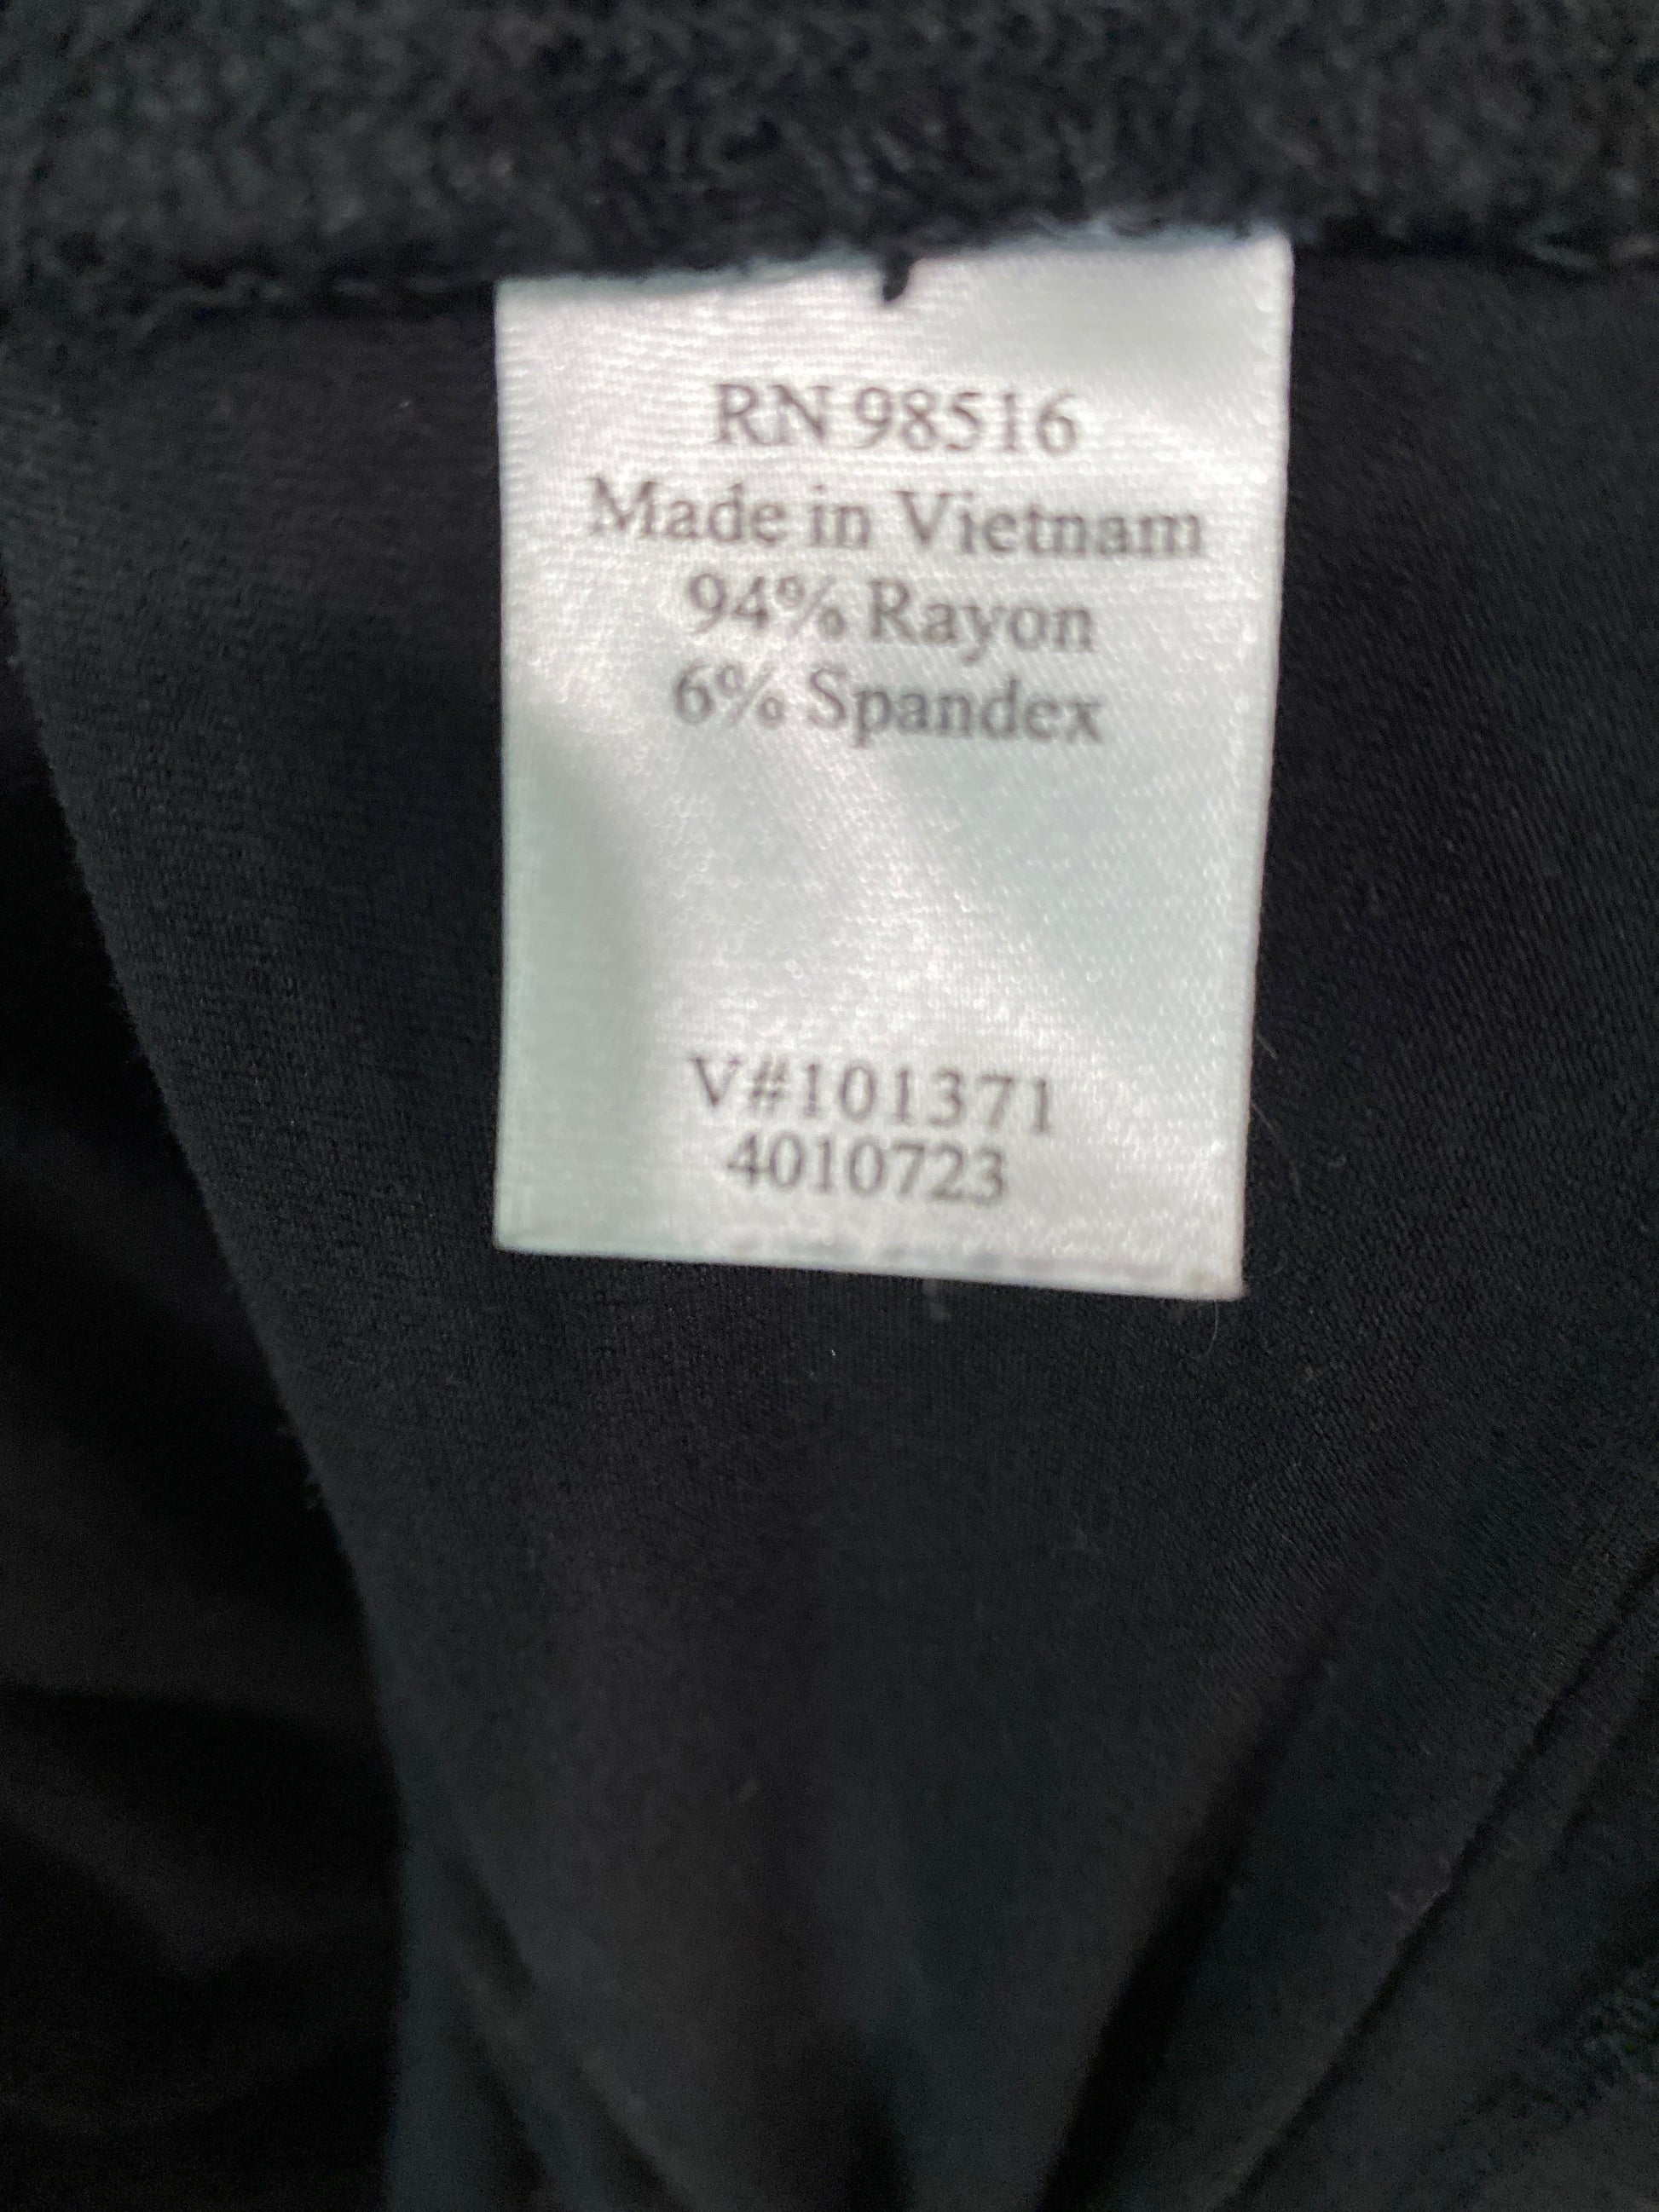 RN 98516
Made in Vietnam
94% Rayon
6% Spandex
V#101371
4010723